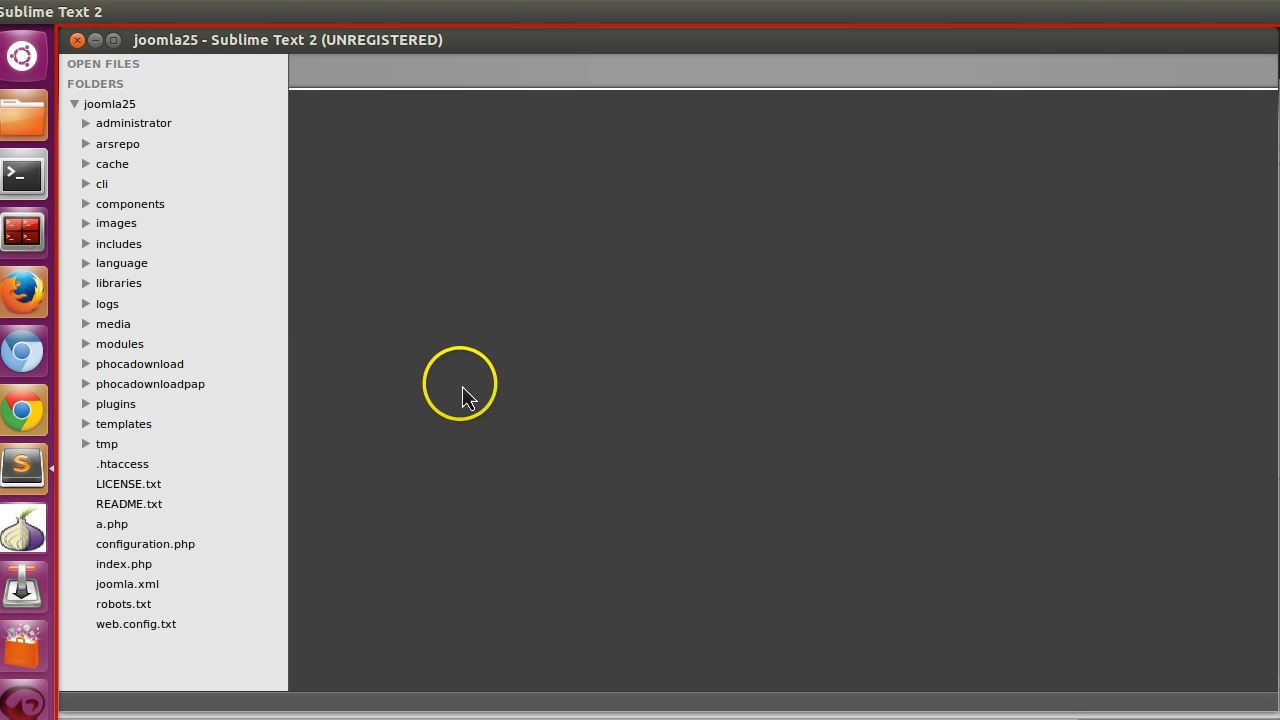 Sublime Text 2
joomla25 - Sublime Text 2 (UNREGISTERED)
OPEN FILES
FOLDERS
joomla25
administrator
arsrepo
cache
cli
components
images
includes
language
libraries
logs
media
modules
phocadownload
phocadownloadpap
plugins
templates
tmp
.htaccess
LICENSE.txt
README.txt
a.php
configuration.php
index.php
joomla.xml
robots.txt
web.config.txt